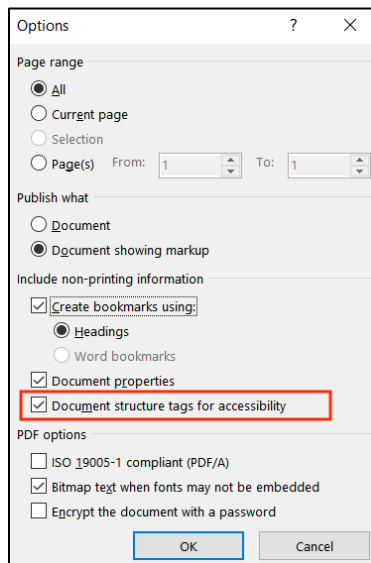 Options ? X
Page range
All
Current page
Selection
Page(s) From: 1 To: 1
Publish what
Document
Document showing markup
Include non-printing information
Create bookmarks using:
Headings
Word bookmarks
Document properties
Document structure tags for accessibility
PDF options
ISO 19005-1 compliant (PDF/A)
Bitmap text when fonts may not be embedded
Encrypt the document with a password
OK Cancel